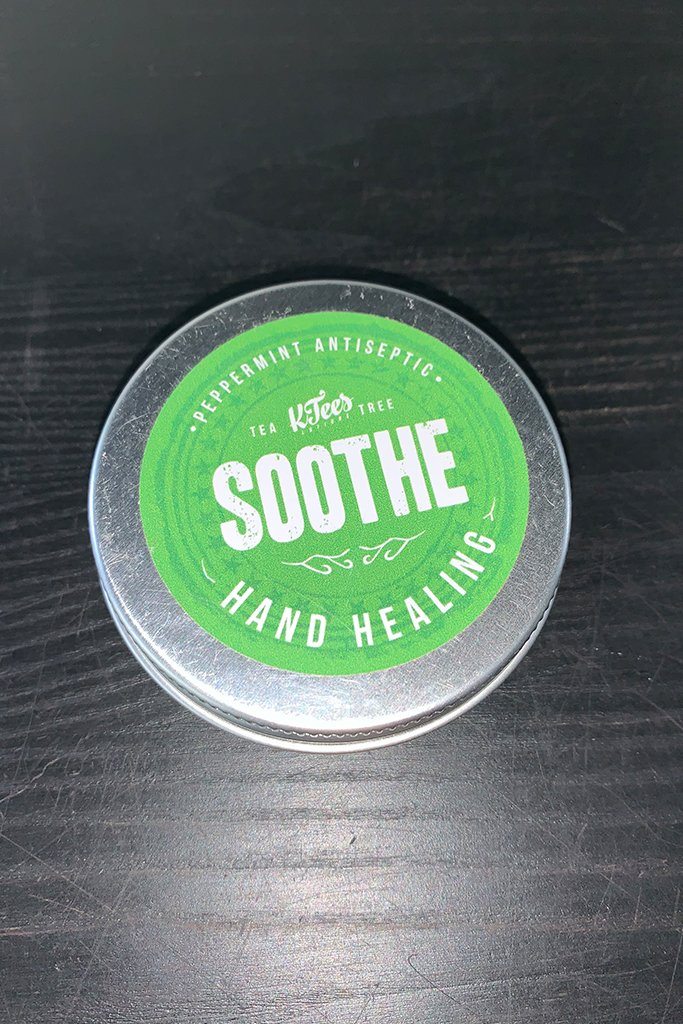 • PEPPERMINT ANTISEPTIC •
TEA KTees TREE
SOOTHE
HAND HEALING